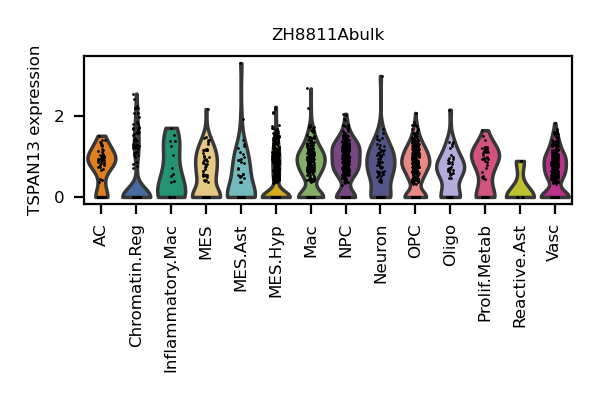 ZH8811Abulk
TSPAN13 expression
2
0
AC
Chromatin.Reg
Inflammatory.Mac
MES
MES.Ast
MES.Hyp
Mac
NPC
Neuron
OPC
Oligo
Prolif.Metab
Reactive.Ast
Vasc